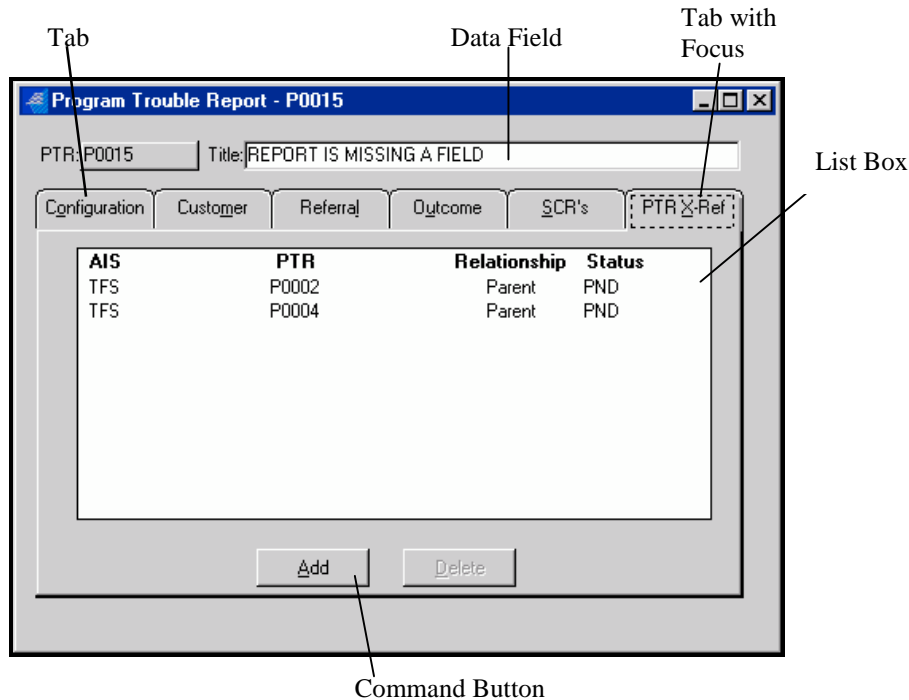 Tab with
Tab Data Field Focus
Program Trouble Report - P0015
PTR: P0015 Title: REPORT IS MISSING A FIELD
List Box
Configuration Customer Referral Outcome SCR's PTR X-Ref
AIS PTR Relationship Status
TFS P0002 Parent PND
TFS P0004 Parent PND
Add Delete
Command Button